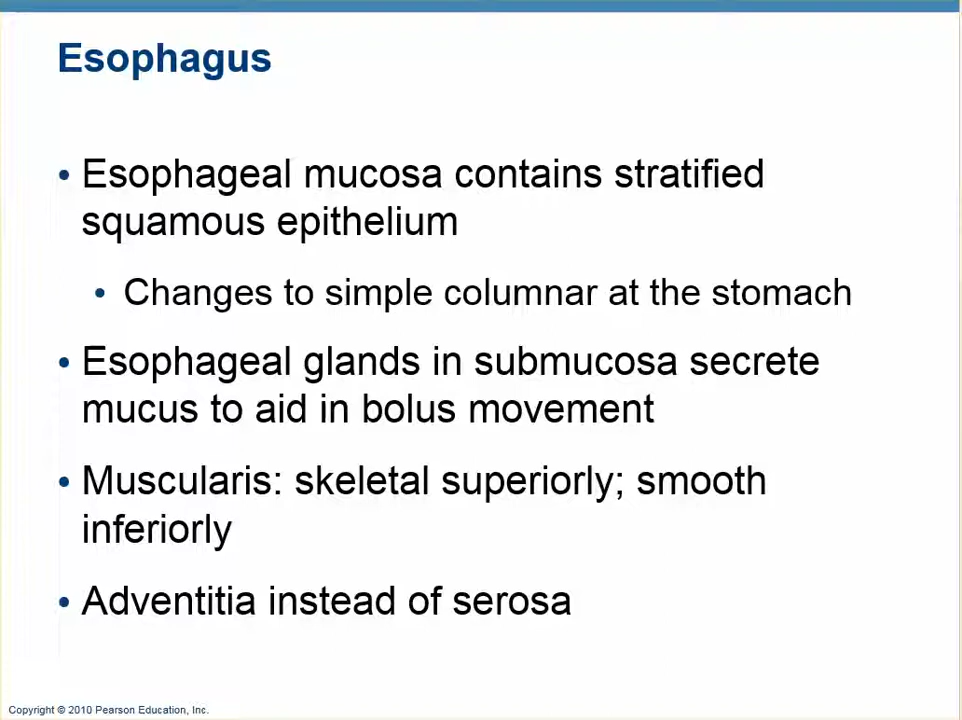 Esophagus
• Esophageal mucosa contains stratified
squamous epithelium
• Changes to simple columnar at the stomach
• Esophageal glands in submucosa secrete
mucus to aid in bolus movement
• Muscularis: skeletal superiorly; smooth
inferiorly
• Adventitia instead of serosa
Copyright © 2010 Pearson Education, Inc.